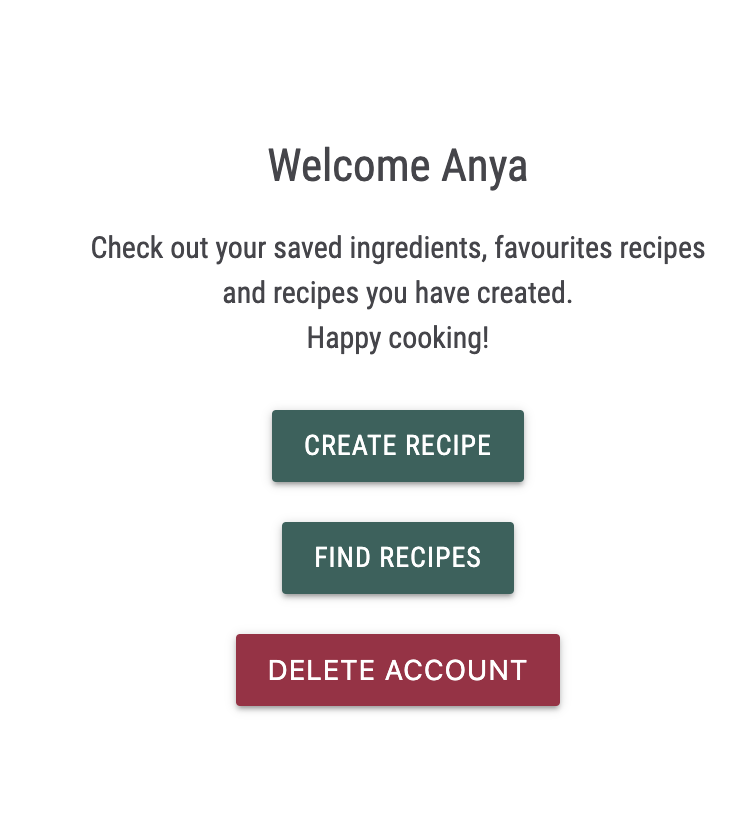 Welcome Anya
Check out your saved ingredients, favourites recipes
and recipes you have created.
Happy cooking!
CREATE RECIPE
FIND RECIPES
DELETE ACCOUNT